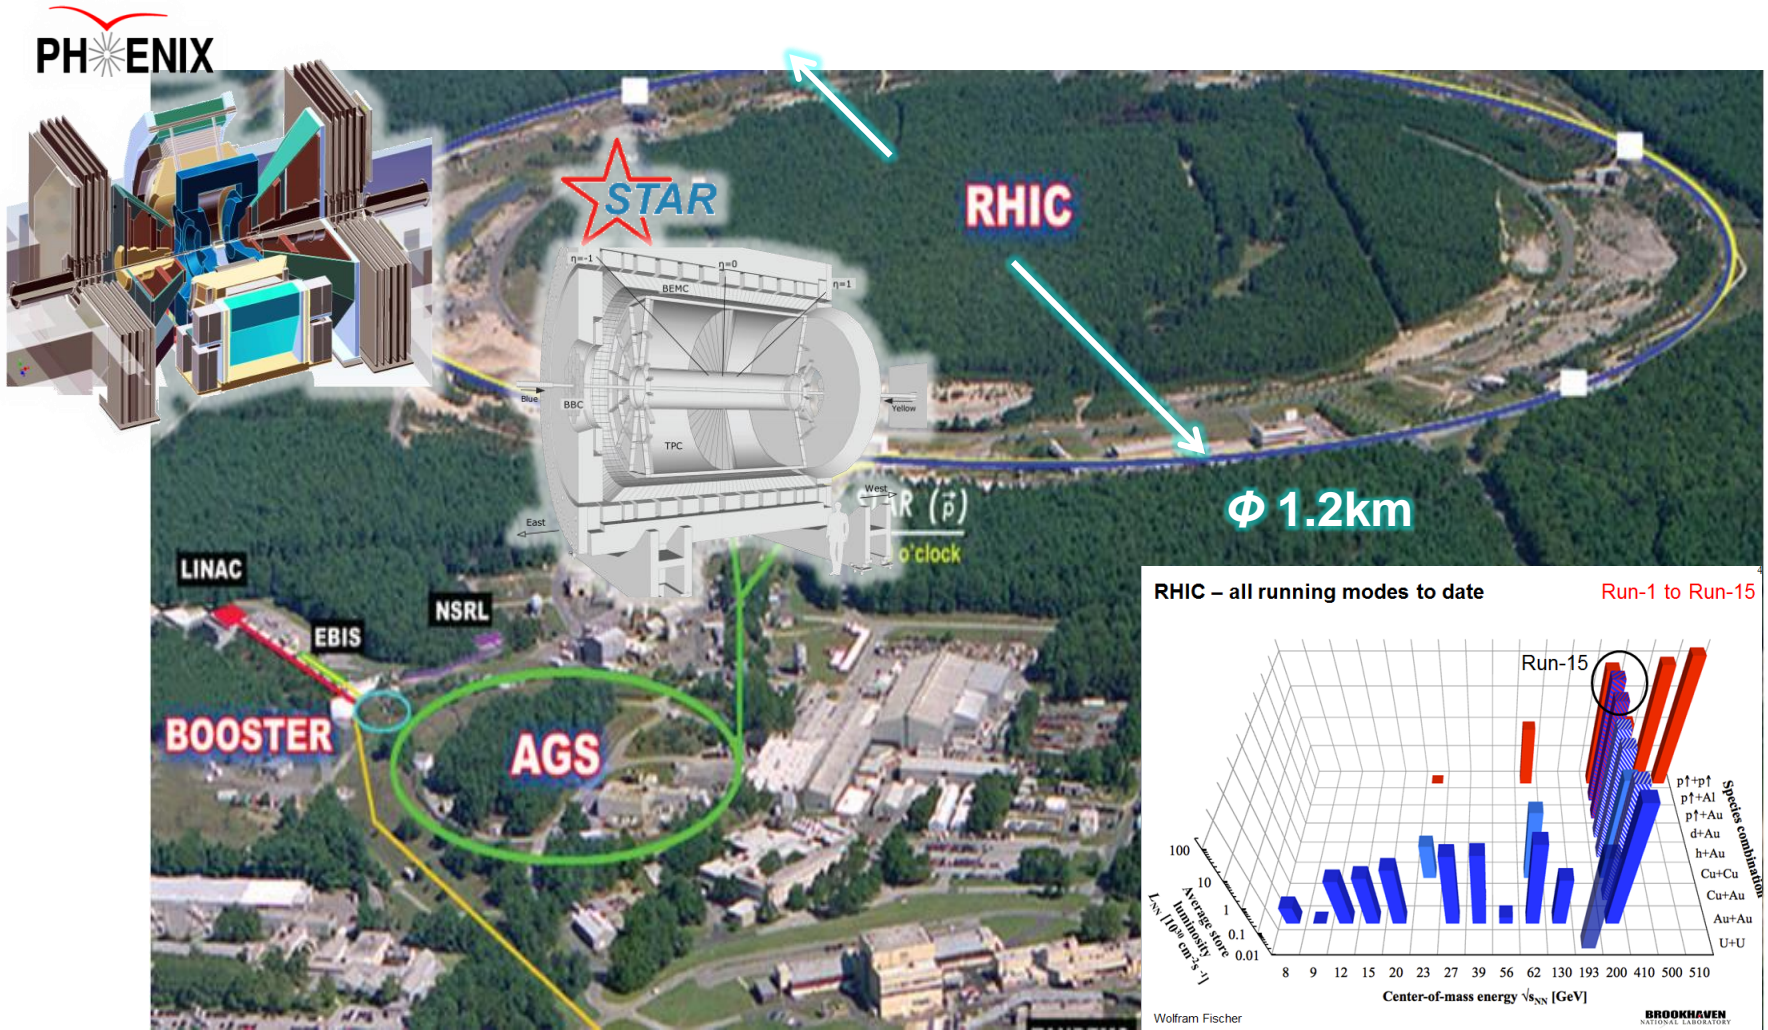 PHENIX
STAR
RHIC
η=-1
η=0
η=1
BEMC
Blue
BBC
Yellow
TPC
West
East
(p⃗)
o'clock
Φ 1.2km
LINAC
NSRL
EBIS
BOOSTER
AGS
RHIC – all running modes to date
Run-1 to Run-15
Run-15
p↑+p↑
p↑+Al
p↑+Au
d+Au
h+Au
Cu+Cu
Cu+Au
Au+Au
U+U
Species combination
100
10
1
0.1
0.01
Average store
luminosity
L_NN [10³⁰ cm⁻²s⁻¹]
8 9 12 15 20 23 27 39 56 62 130 193 200 410 500 510
Center-of-mass energy √s_NN [GeV]
Wolfram Fischer
BROOKHAVEN
NATIONAL LABORATORY